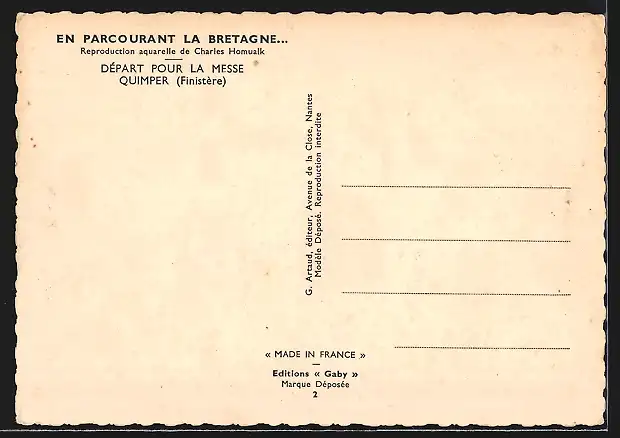 EN PARCOURANT LA BRETAGNE...
Reproduction aquarelle de Charles Homualk
DÉPART POUR LA MESSE
QUIMPER (Finistère)
G. Artaud, éditeur, Avenue de la Close, Nantes
Modèle Déposé. Reproduction interdite
« MADE IN FRANCE »
Editions « Gaby »
Marque Déposée
2